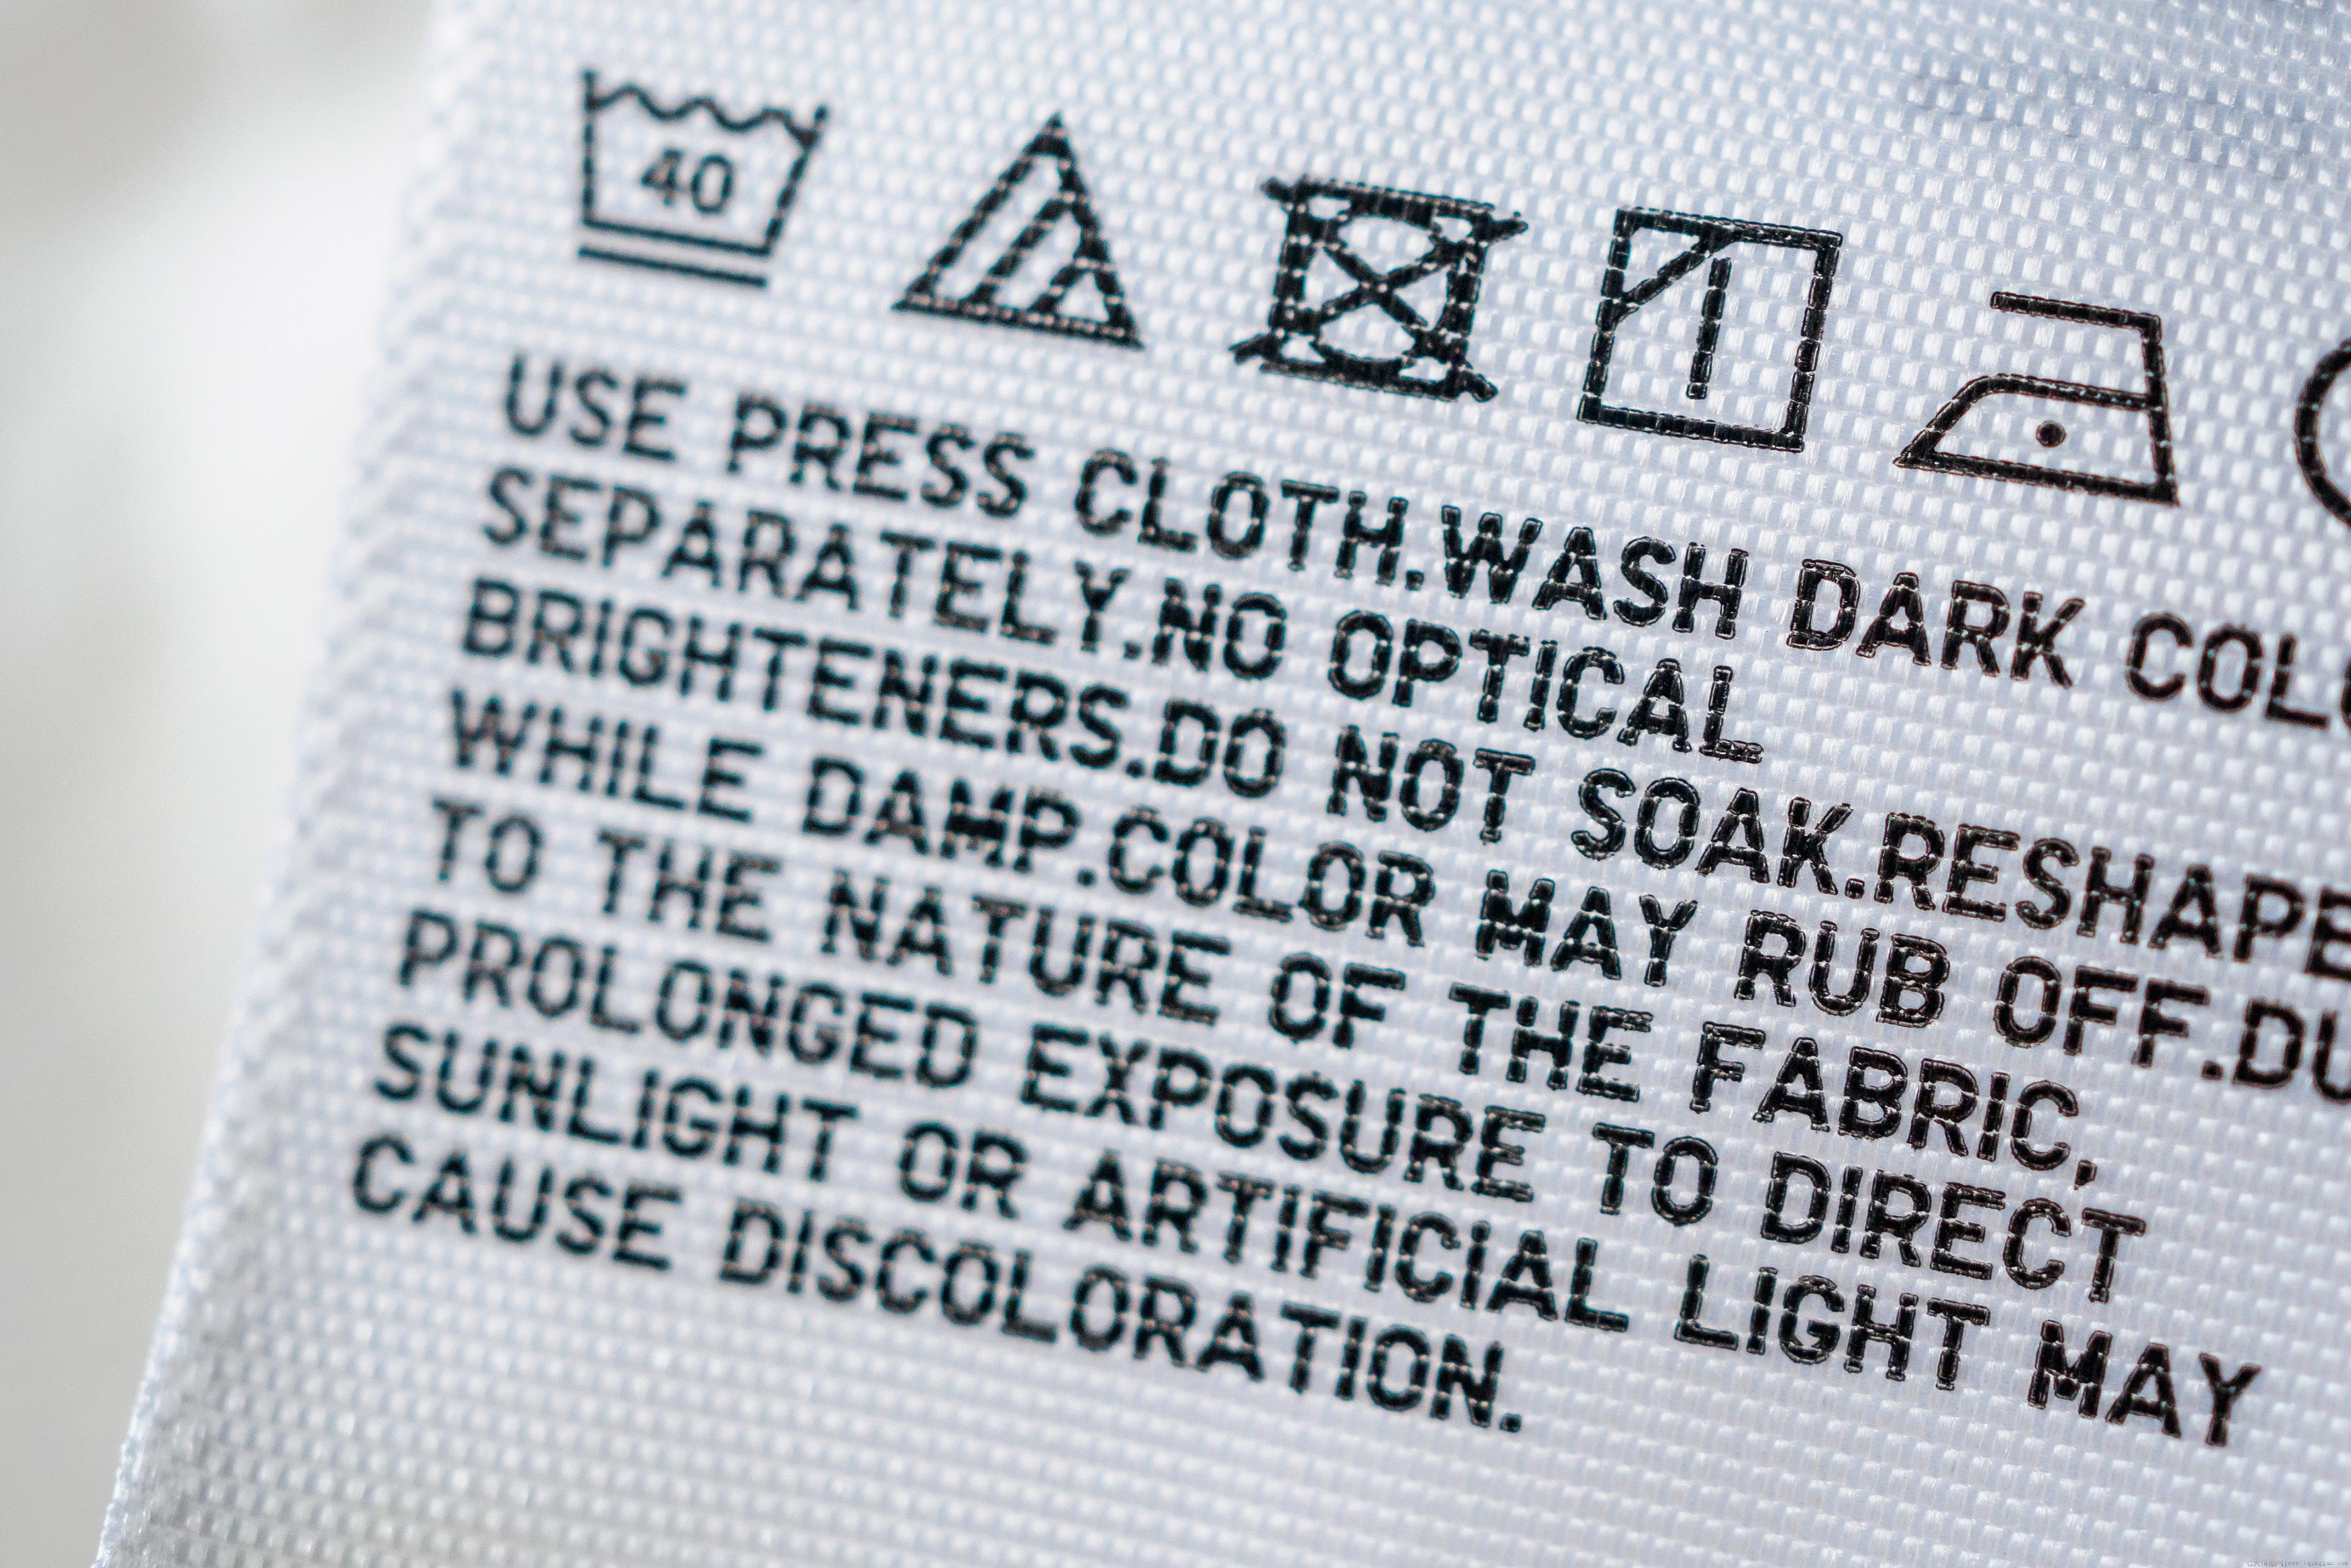 40
USE PRESS CLOTH.WASH DARK COL
SEPARATELY.NO OPTICAL
BRIGHTENERS.DO NOT SOAK.RESHAPE
WHILE DAMP.COLOR MAY RUB OFF.DU
TO THE NATURE OF THE FABRIC,
PROLONGED EXPOSURE TO DIRECT
SUNLIGHT OR ARTIFICIAL LIGHT MAY
CAUSE DISCOLORATION.